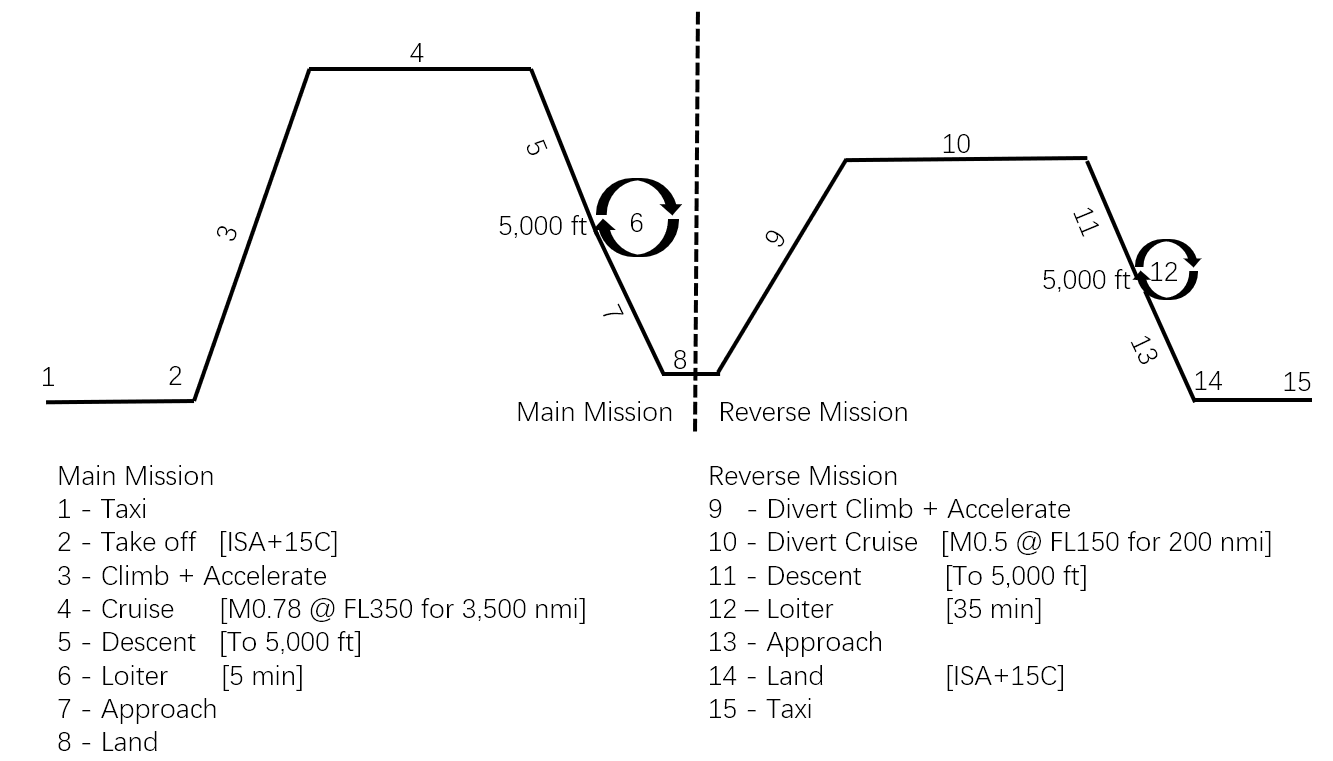 4
10
5
11
3
5,000 ft
6
9
5,000 ft
12
7
13
8
1
2
14
15
Main Mission
Reverse Mission
Main Mission
1 - Taxi
2 - Take off [ISA+15C]
3 - Climb + Accelerate
4 - Cruise [M0.78 @ FL350 for 3,500 nmi]
5 - Descent [To 5,000 ft]
6 - Loiter [5 min]
7 - Approach
8 - Land
Reverse Mission
9 - Divert Climb + Accelerate
10 - Divert Cruise [M0.5 @ FL150 for 200 nmi]
11 - Descent [To 5,000 ft]
12 – Loiter [35 min]
13 - Approach
14 - Land [ISA+15C]
15 - Taxi